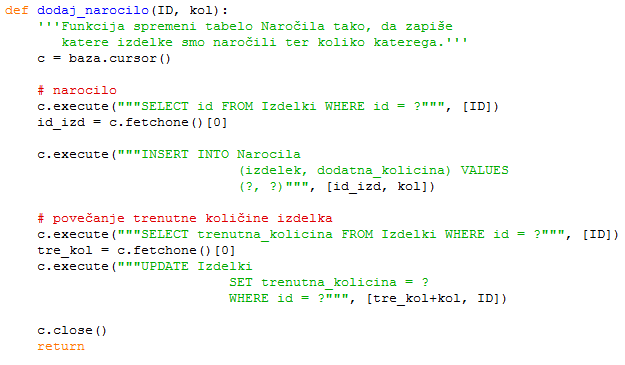 def dodaj_narocilo(ID, kol):
    '''Funkcija spremeni tabelo Naročila tako, da zapiše
       katere izdelke smo naročili ter koliko katerega.'''
    c = baza.cursor()
    # narocilo
    c.execute("""SELECT id FROM Izdelki WHERE id = ?""", [ID])
    id_izd = c.fetchone()[0]
    c.execute("""INSERT INTO Narocila
                             (izdelek, dodatna_kolicina) VALUES
                             (?, ?)""", [id_izd, kol])
    # povečanje trenutne količine izdelka
    c.execute("""SELECT trenutna_kolicina FROM Izdelki WHERE id = ?""", [ID])
    tre_kol = c.fetchone()[0]
    c.execute("""UPDATE Izdelki
                            SET trenutna_kolicina = ?
                            WHERE id = ?""", [tre_kol+kol, ID])
    c.close()
    return